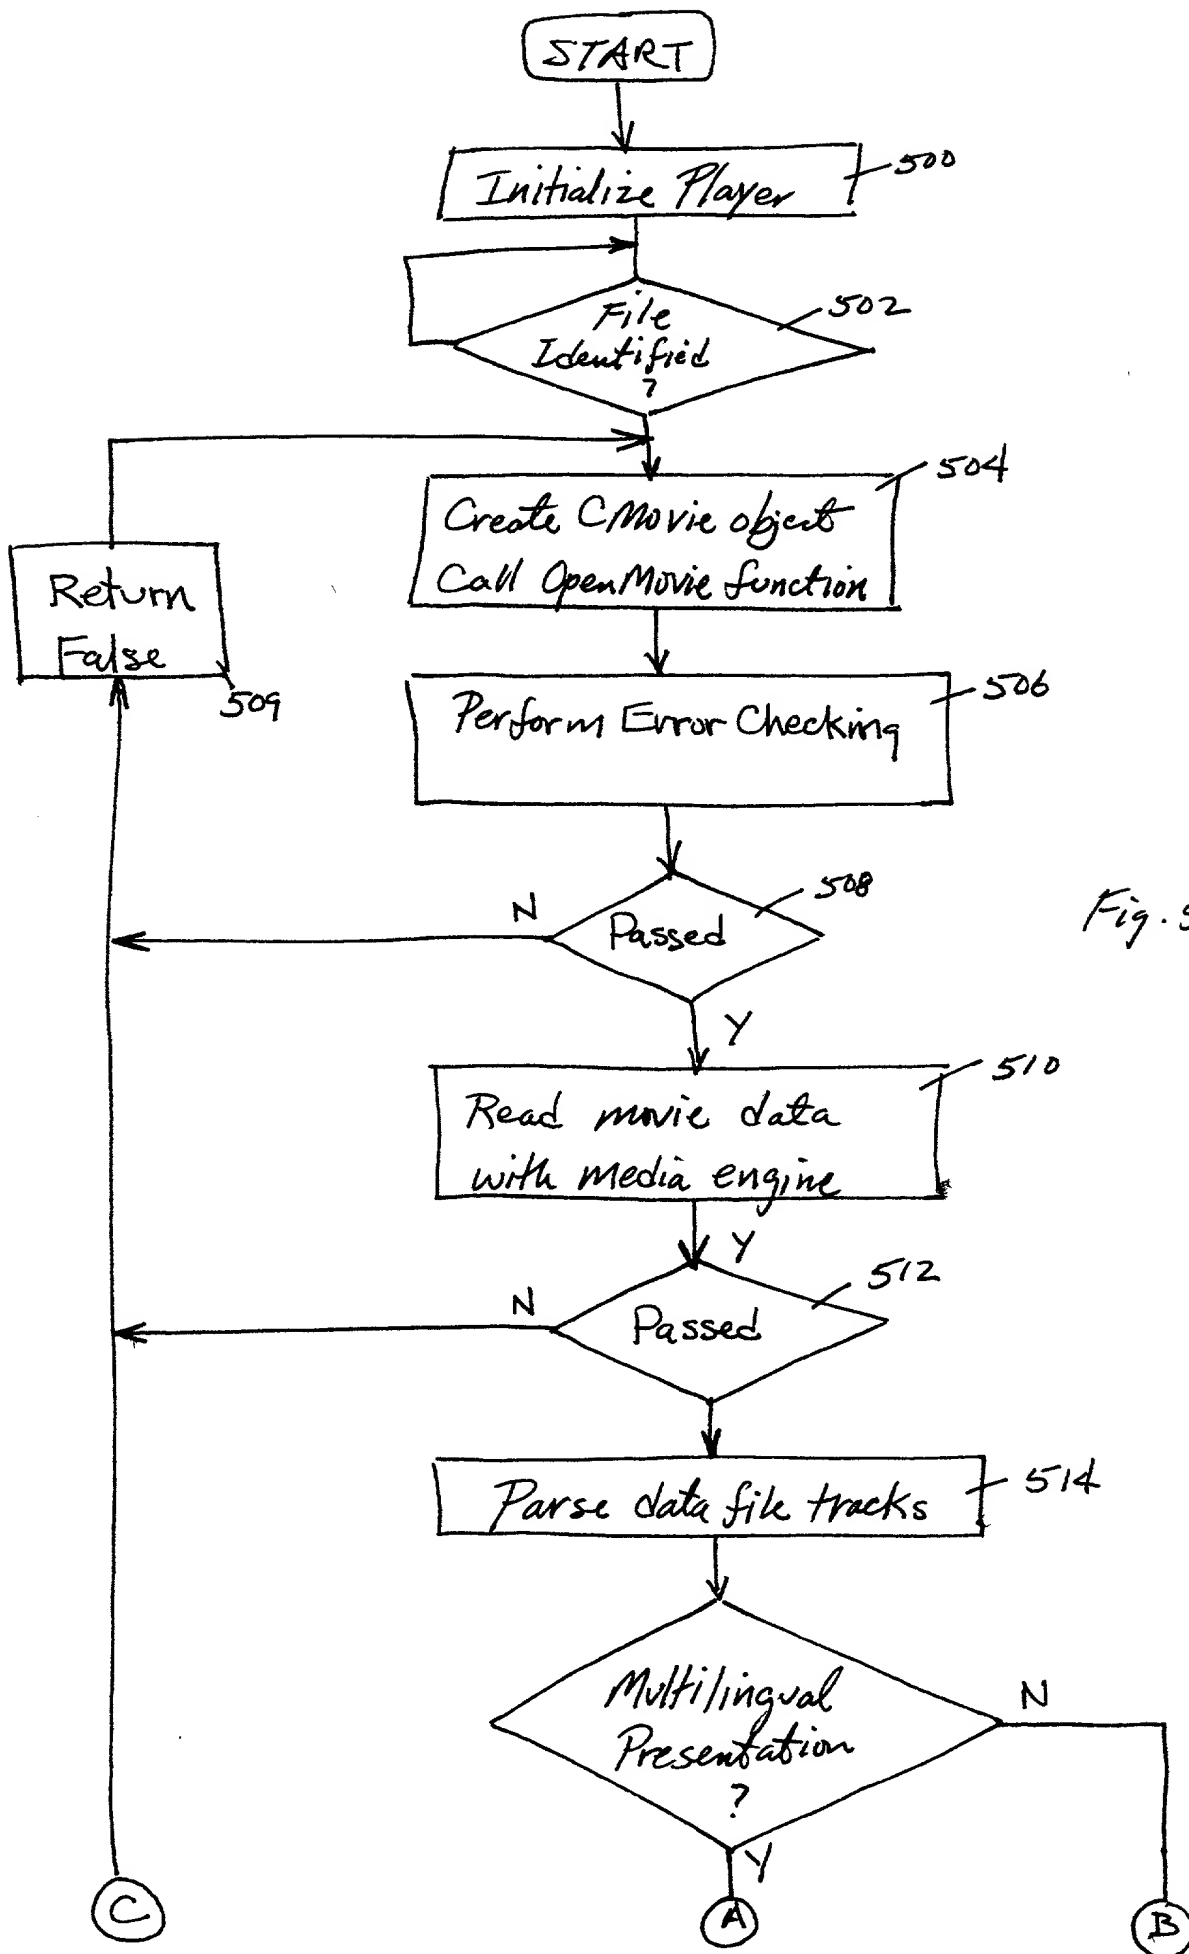 START
Initialize Player
500
File
Identified
?
502
Create CMovie object
Call OpenMovie function
504
Return
False
509
Perform Error Checking
506
N
Passed
508
Fig. 5
Y
Read movie data
with media engine
510
Y
N
Passed
512
Parse data file tracks
514
Multilingual
Presentation
?
N
Y
C
A
B